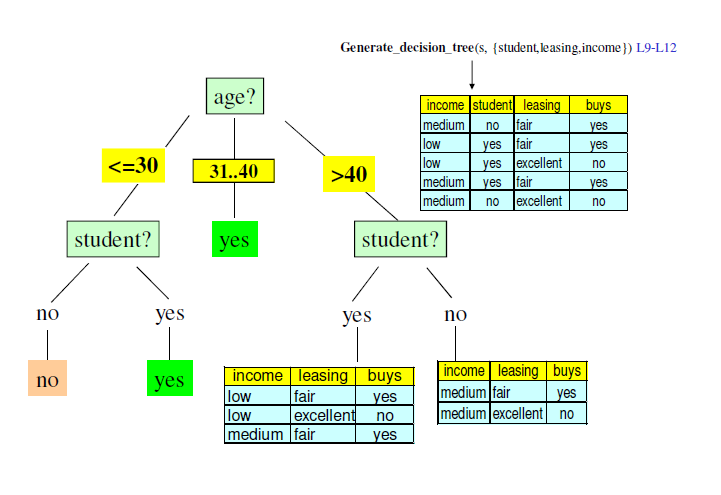 Generate_decision_tree(s, {student,leasing,income}) L9-L12
age?
income student leasing buys
medium no fair yes
low yes fair yes
low yes excellent no
medium yes fair yes
medium no excellent no
<=30
31..40
>40
student?
yes
student?
no
yes
yes
no
no
yes
income leasing buys
low fair yes
low excellent no
medium fair yes
income leasing buys
medium fair yes
medium excellent no